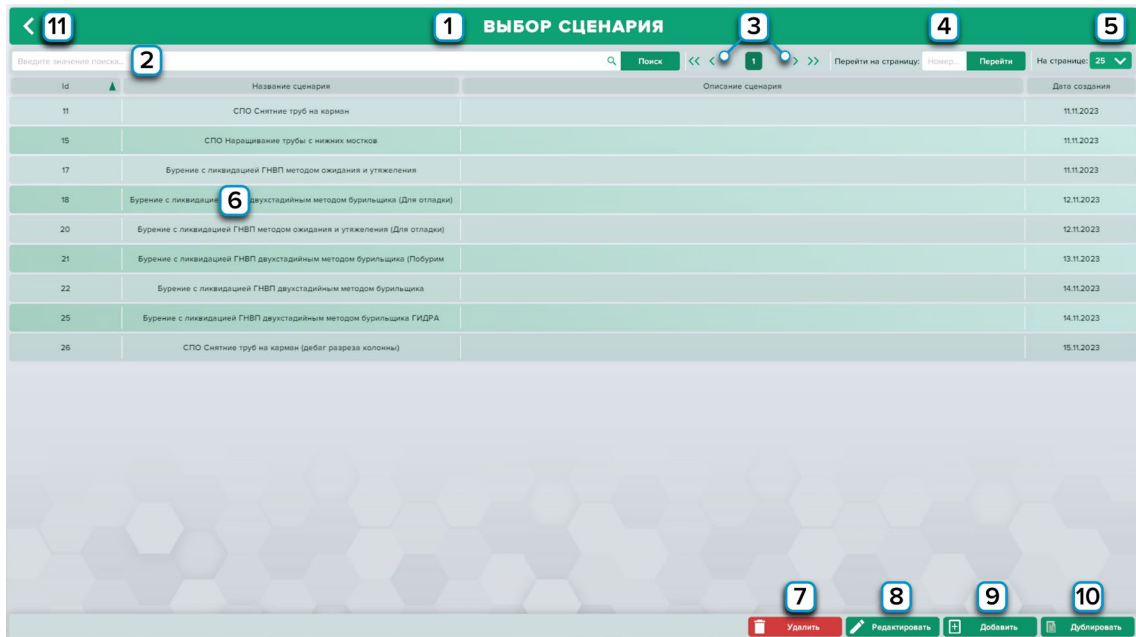 11 1 ВЫБОР СЦЕНАРИЯ 3 4 5
Введите значение поиска... 2 Поиск << < 1 > >> Перейти на страницу: Номер... Перейти На странице: 25
Id Название сценария Описание сценария Дата создания
11 СПО Снятние труб на карман 11.11.2023
15 СПО Наращивание трубы с нижних мостков 11.11.2023
17 Бурение с ликвидацией ГНВП методом ожидания и утяжеления 11.11.2023
18 Бурение с 6 двухстадийным методом бурильщика (Для отладки) 12.11.2023
20 Бурение с ликвидацией ГНВП методом ожидания и утяжеления (Для отладки) 12.11.2023
21 Бурение с ликвидацией ГНВП двухстадийным методом бурильщика (Побурим 13.11.2023
22 Бурение с ликвидацией ГНВП двухстадийным методом бурильщика 14.11.2023
25 Бурение с ликвидацией ГНВП двухстадийным методом бурильщика ГИДРА 14.11.2023
26 СПО Снятние труб на карман (дебаг разреза колонны) 15.11.2023
7 8 9 10
Удалить Редактировать Добавить Дублировать